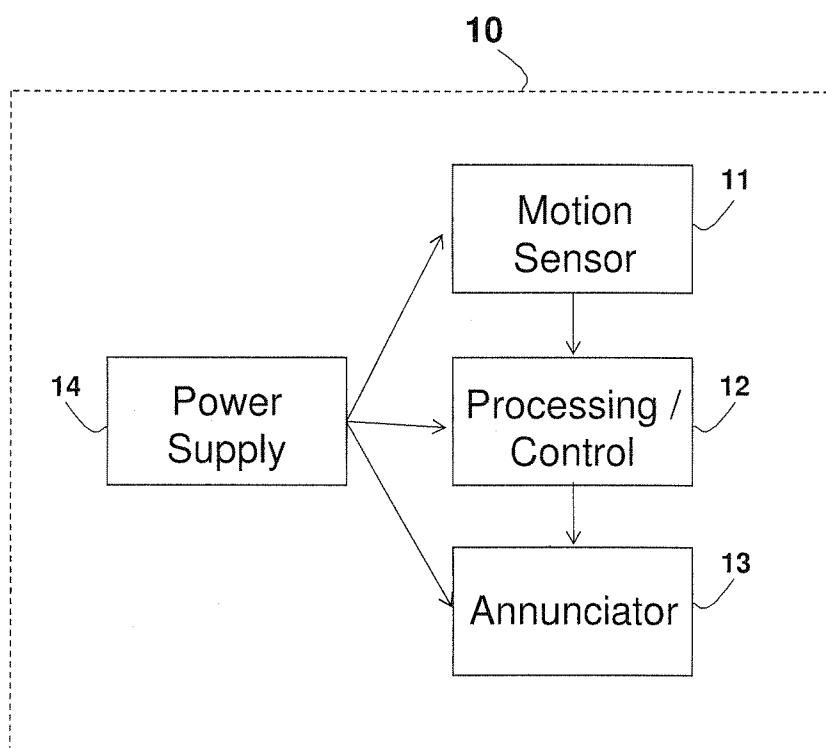 10
Motion
Sensor
11
Power
Supply
14
Processing /
Control
12
Annunciator
13